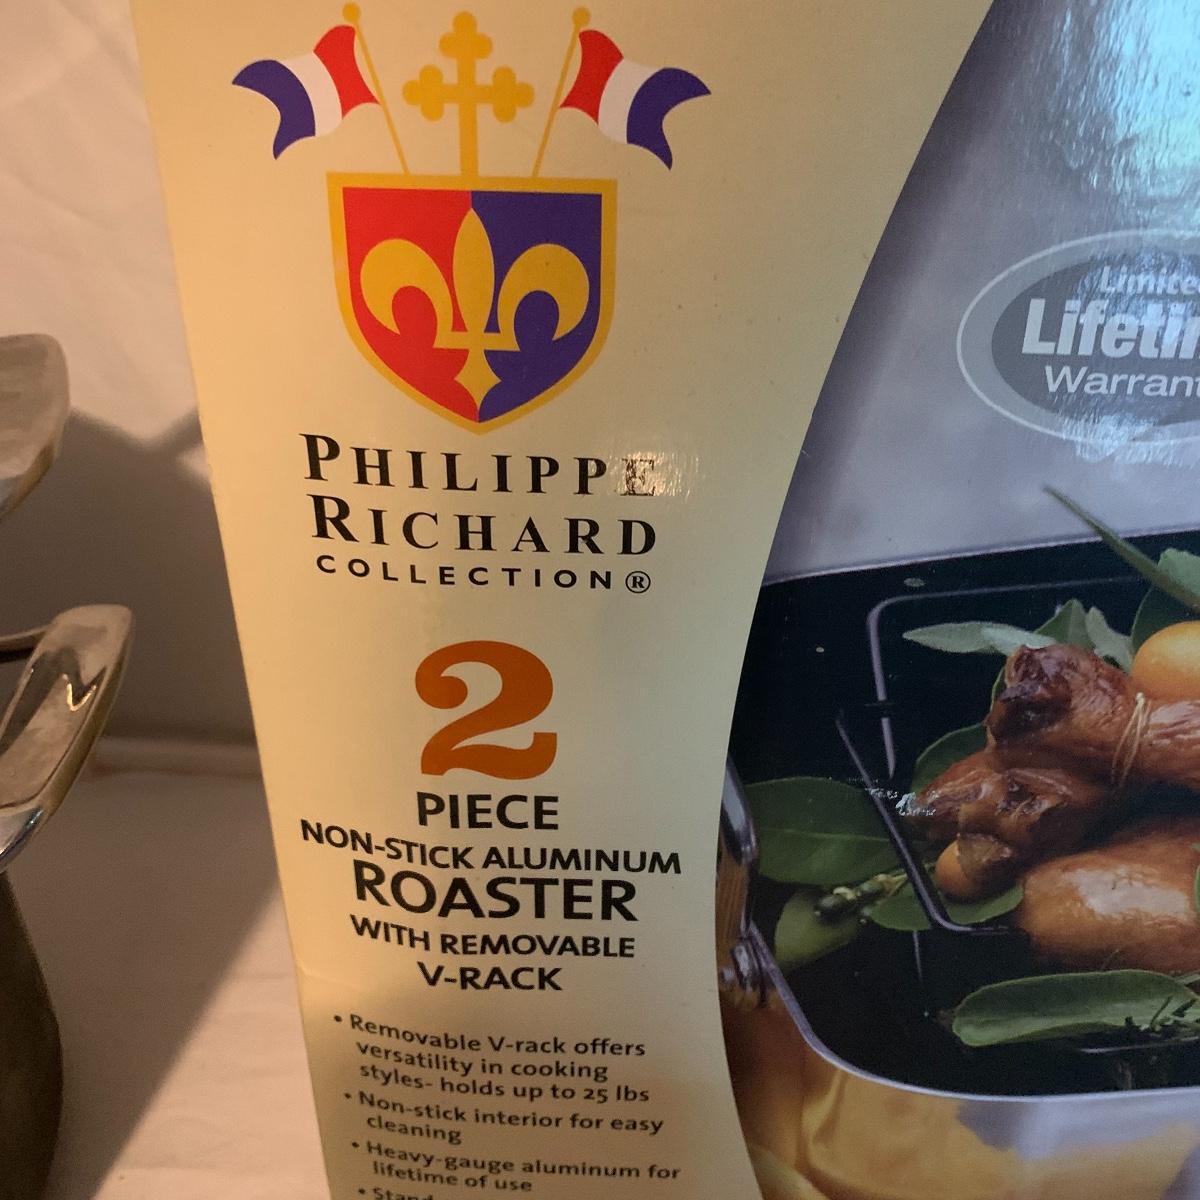 PHILIPPE
RICHARD
COLLECTION®
2
PIECE
NON-STICK ALUMINUM
ROASTER
WITH REMOVABLE
V-RACK
• Removable V-rack offers
versatility in cooking
styles- holds up to 25 lbs
• Non-stick interior for easy
cleaning
• Heavy-gauge aluminum for
lifetime of use
•
Limite
Lifeti
Warrant